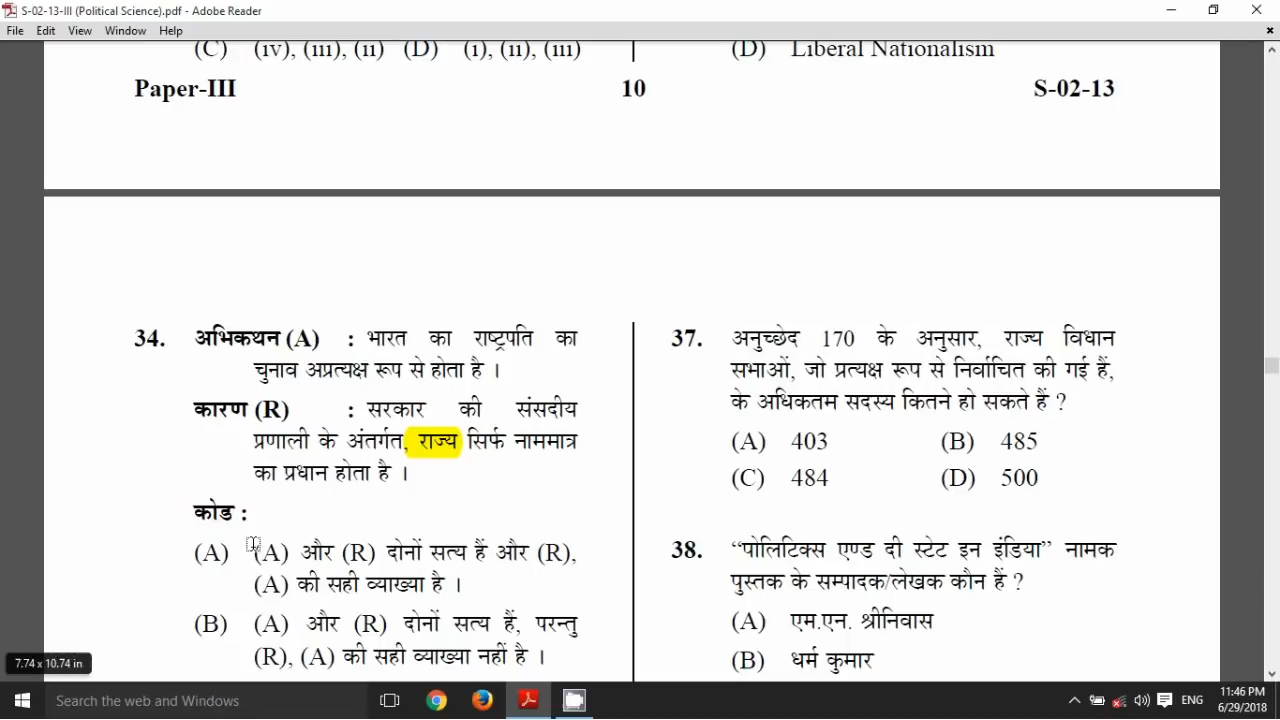 S-02-13-III (Political Science).pdf - Adobe Reader
File Edit View Window Help
(C) (iv), (iii), (ii) (D) (i), (ii), (iii)
(D) Liberal Nationalism
Paper-III 10 S-02-13
34. अभिकथन (A) : भारत का राष्ट्रपति का
चुनाव अप्रत्यक्ष रूप से होता है ।
कारण (R) : सरकार की संसदीय
प्रणाली के अंतर्गत, राज्य सिर्फ नाममात्र
का प्रधान होता है ।
कोड :
(A) (A) और (R) दोनों सत्य हैं और (R),
(A) की सही व्याख्या है ।
(B) (A) और (R) दोनों सत्य हैं, परन्तु
(R), (A) की सही व्याख्या नहीं है ।
37. अनुच्छेद 170 के अनुसार, राज्य विधान
सभाओं, जो प्रत्यक्ष रूप से निर्वाचित की गई हैं,
के अधिकतम सदस्य कितने हो सकते हैं ?
(A) 403 (B) 485
(C) 484 (D) 500
38. “पोलिटिक्स एण्ड दी स्टेट इन इंडिया” नामक
पुस्तक के सम्पादक/लेखक कौन हैं ?
(A) एम.एन. श्रीनिवास
(B) धर्म कुमार
7.74 x 10.74 in
Search the web and Windows
ENG
11:46 PM
6/29/2018